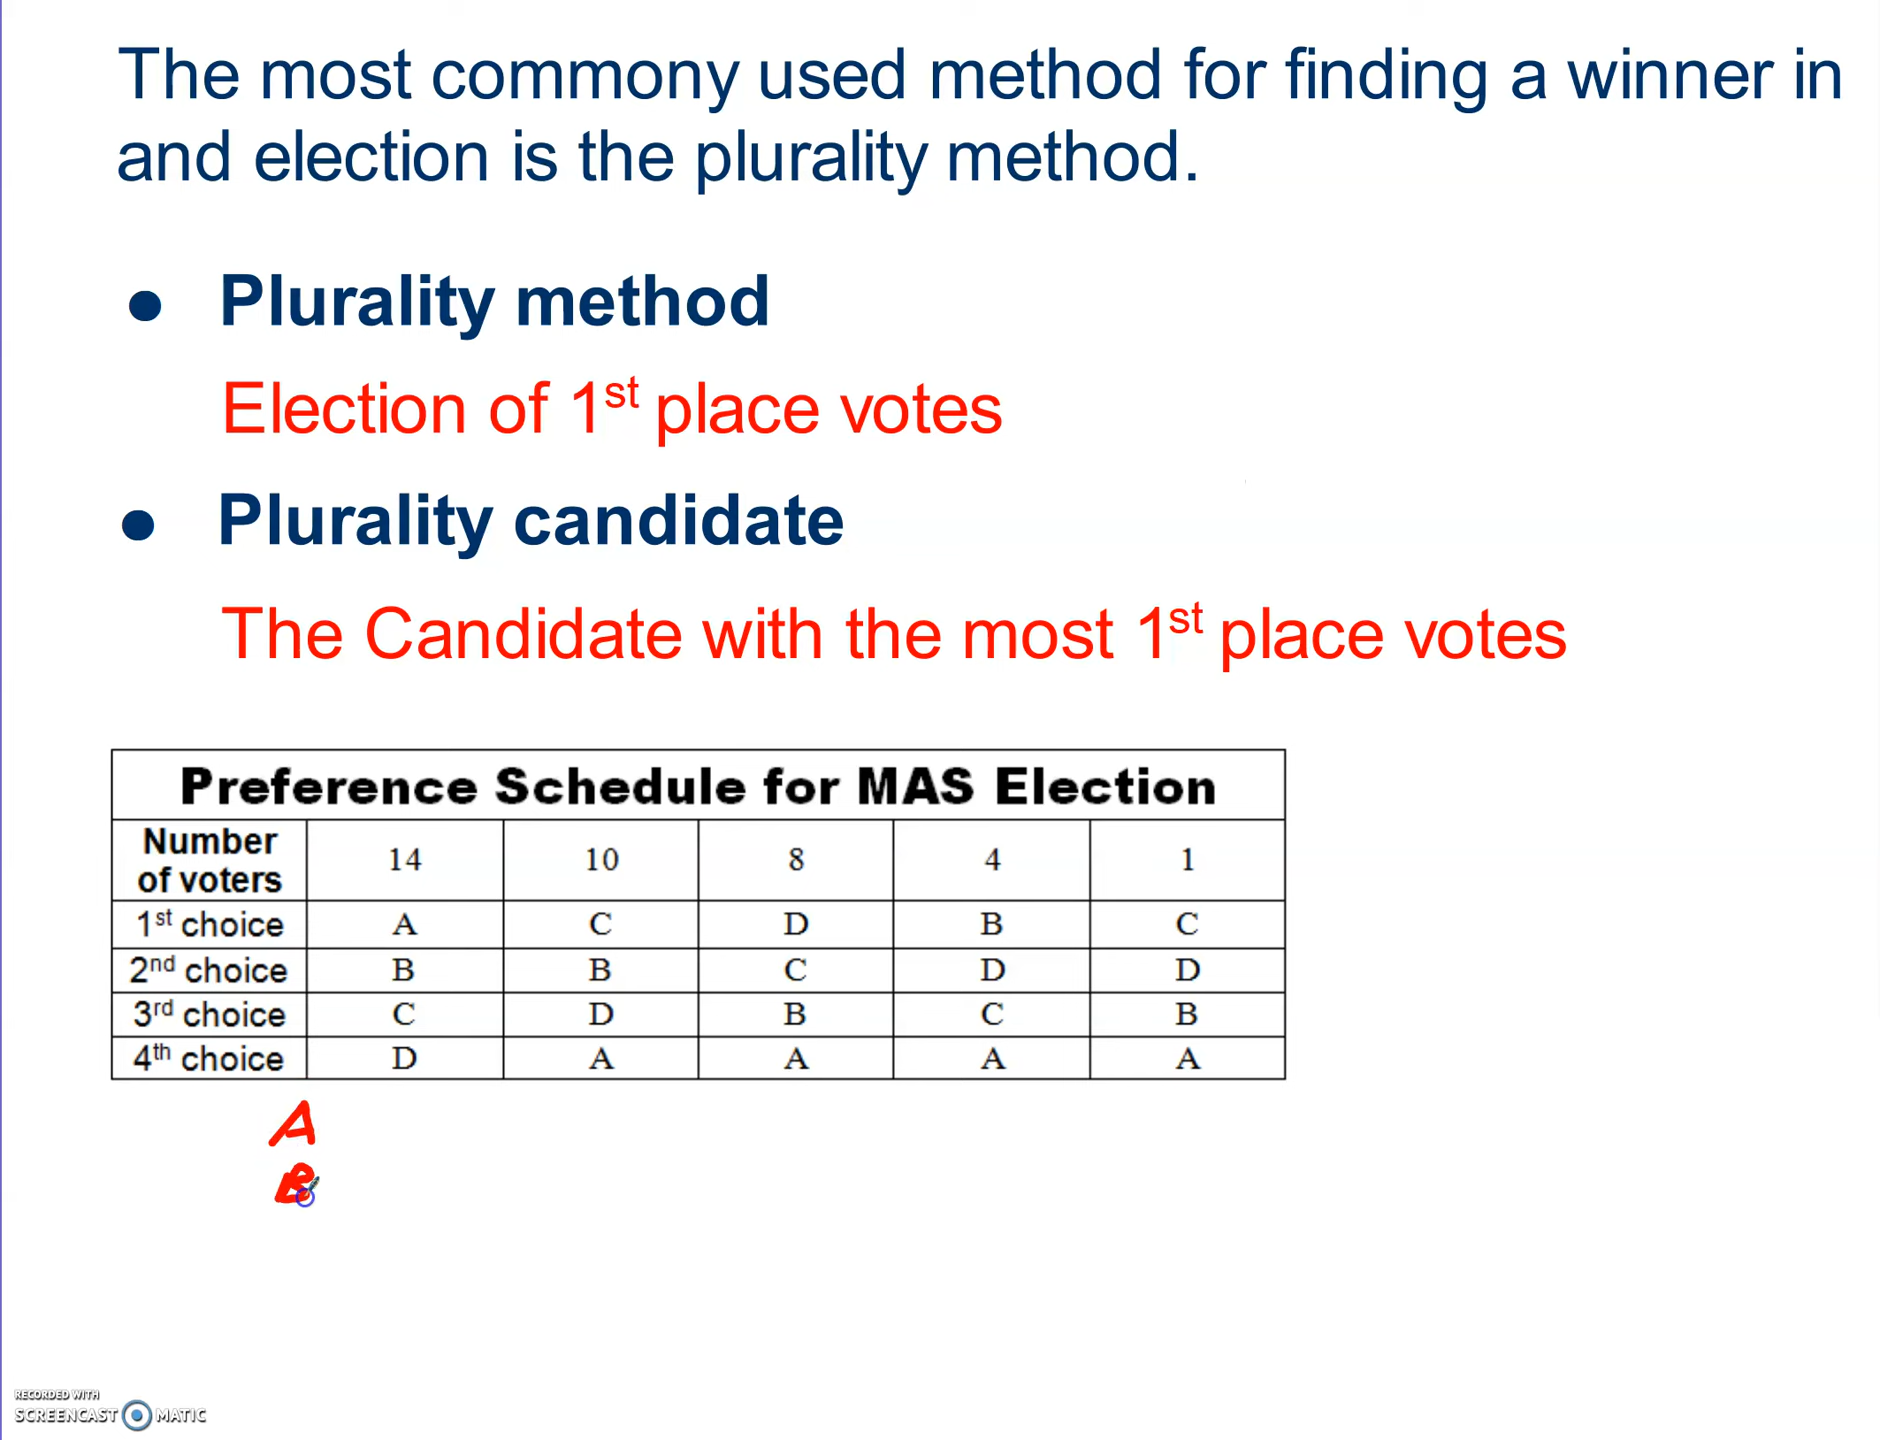 The most commony used method for finding a winner in
and election is the plurality method.
● Plurality method
Election of 1st place votes
● Plurality candidate
The Candidate with the most 1st place votes
Preference Schedule for MAS Election
Number of voters 14 10 8 4 1
1st choice A C D B C
2nd choice B B C D D
3rd choice C D B C B
4th choice D A A A A
A
B
RECORDED WITH
SCREENCAST MATIC